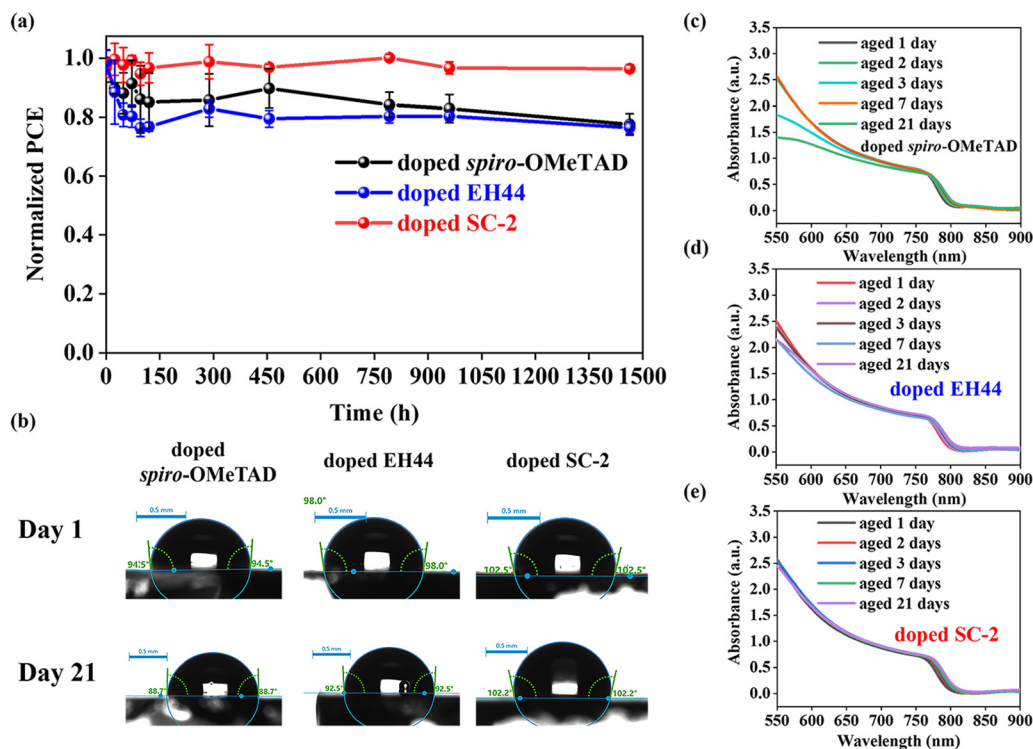 (a)
Normalized PCE
1.0
0.8
0.6
0.4
0.2
0.0
doped spiro-OMeTAD
doped EH44
doped SC-2
0 150 300 450 600 750 900 1050 1200 1350 1500
Time (h)
(b)
doped
spiro-OMeTAD
doped EH44
doped SC-2
Day 1
0.5 mm
94.5°
94.5°
98.0°
0.5 mm
98.0°
0.5 mm
102.5°
102.5°
Day 21
0.5 mm
88.7°
88.7°
0.5 mm
92.5°
92.5°
0.5 mm
102.2°
102.2°
(c)
Absorbance (a.u.)
3.5
3.0
2.5
2.0
1.5
1.0
0.5
0.0
aged 1 day
aged 2 days
aged 3 days
aged 7 days
aged 21 days
doped spiro-OMeTAD
550 600 650 700 750 800 850 900
Wavelength (nm)
(d)
Absorbance (a.u.)
3.5
3.0
2.5
2.0
1.5
1.0
0.5
0.0
aged 1 day
aged 2 days
aged 3 days
aged 7 days
aged 21 days
doped EH44
550 600 650 700 750 800 850 900
Wavelength (nm)
(e)
Absorbance (a.u.)
3.5
3.0
2.5
2.0
1.5
1.0
0.5
0.0
aged 1 day
aged 2 days
aged 3 days
aged 7 days
aged 21 days
doped SC-2
550 600 650 700 750 800 850 900
Wavelength (nm)